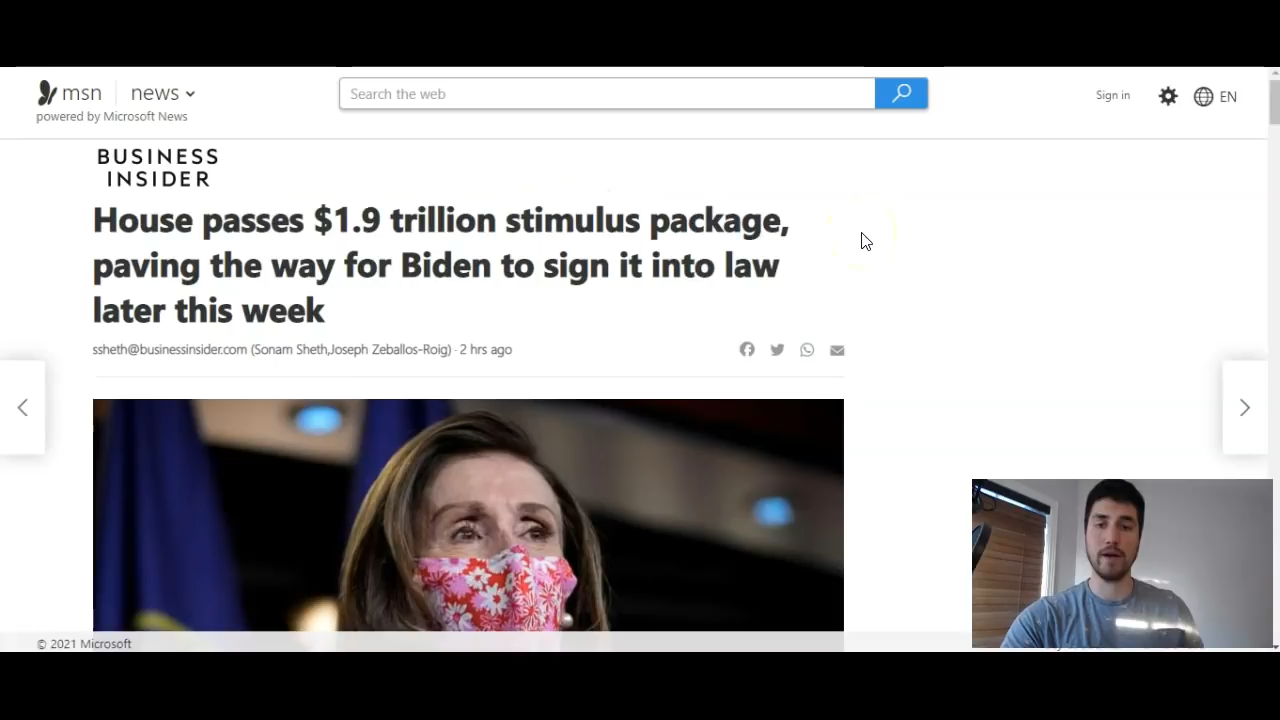 msn news
Search the web
Sign in
EN
powered by Microsoft News
BUSINESS
INSIDER
House passes $1.9 trillion stimulus package,
paving the way for Biden to sign it into law
later this week
ssheth@businessinsider.com (Sonam Sheth,Joseph Zeballos-Roig) · 2 hrs ago
© 2021 Microsoft